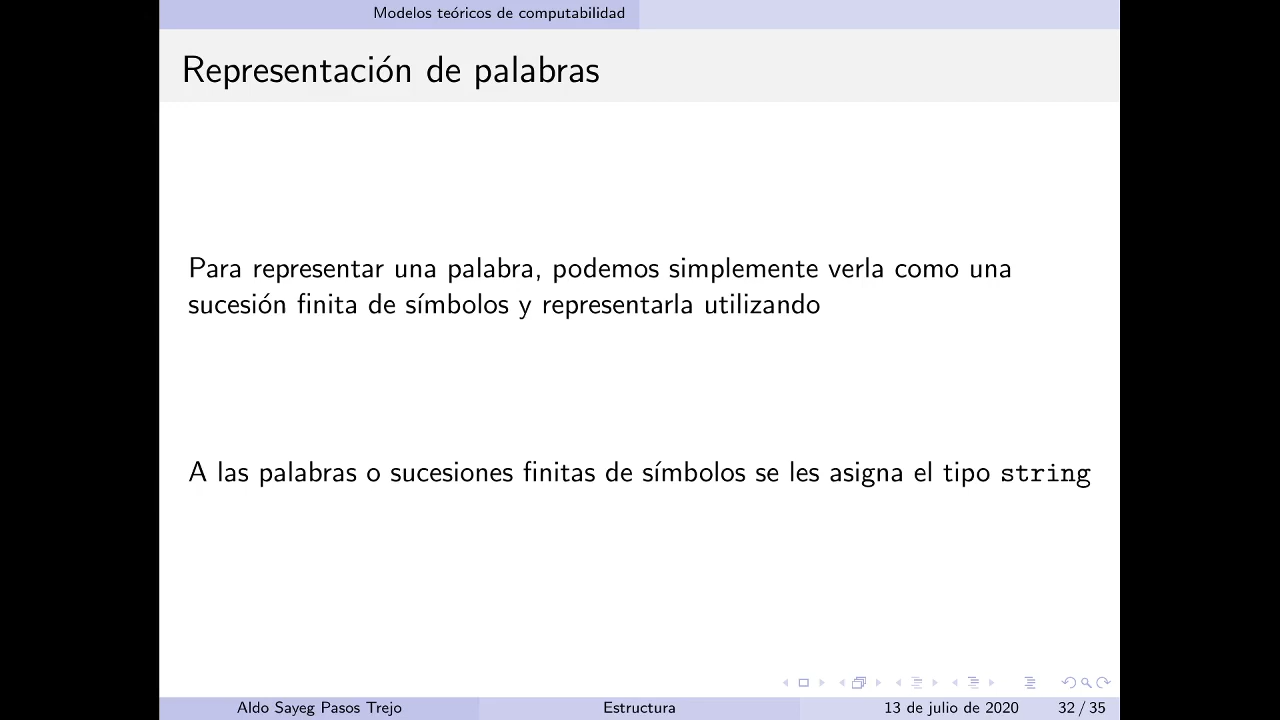 Modelos teóricos de computabilidad
Representación de palabras
Para representar una palabra, podemos simplemente verla como una
sucesión finita de símbolos y representarla utilizando
A las palabras o sucesiones finitas de símbolos se les asigna el tipo string
Aldo Sayeg Pasos Trejo
Estructura
13 de julio de 2020
32 / 35